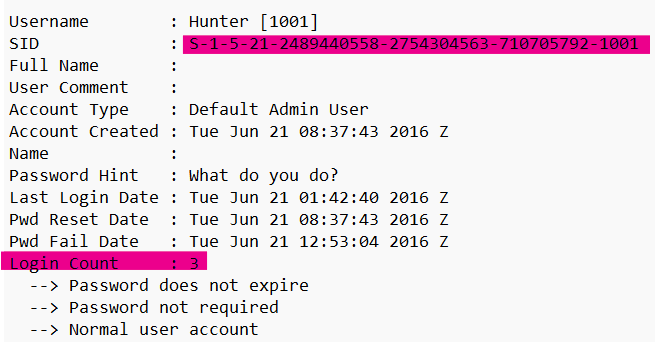 Username        : Hunter [1001]
SID             : S-1-5-21-2489440558-2754304563-710705792-1001
Full Name       :
User Comment    :
Account Type    : Default Admin User
Account Created : Tue Jun 21 08:37:43 2016 Z
Name            :
Password Hint   : What do you do?
Last Login Date : Tue Jun 21 01:42:40 2016 Z
Pwd Reset Date  : Tue Jun 21 08:37:43 2016 Z
Pwd Fail Date   : Tue Jun 21 12:53:04 2016 Z
Login Count     : 3
  --> Password does not expire
  --> Password not required
  --> Normal user account